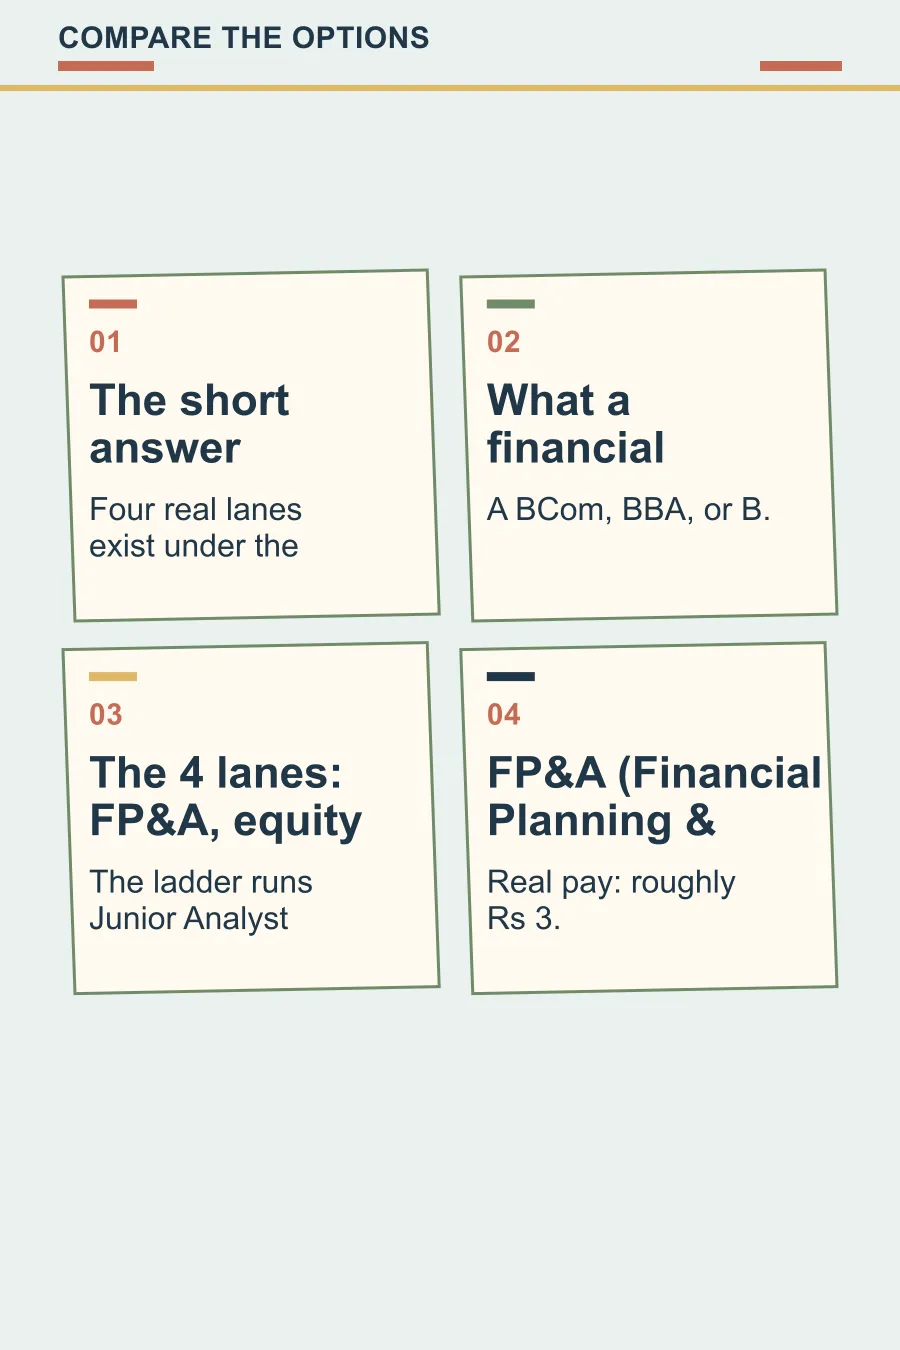 COMPARE THE OPTIONS
01
The short
answer
Four real lanes
exist under the
02
What a
financial
A BCom, BBA, or B.
03
The 4 lanes:
FP&A, equity
The ladder runs
Junior Analyst
04
FP&A (Financial
Planning &
Real pay: roughly
Rs 3.